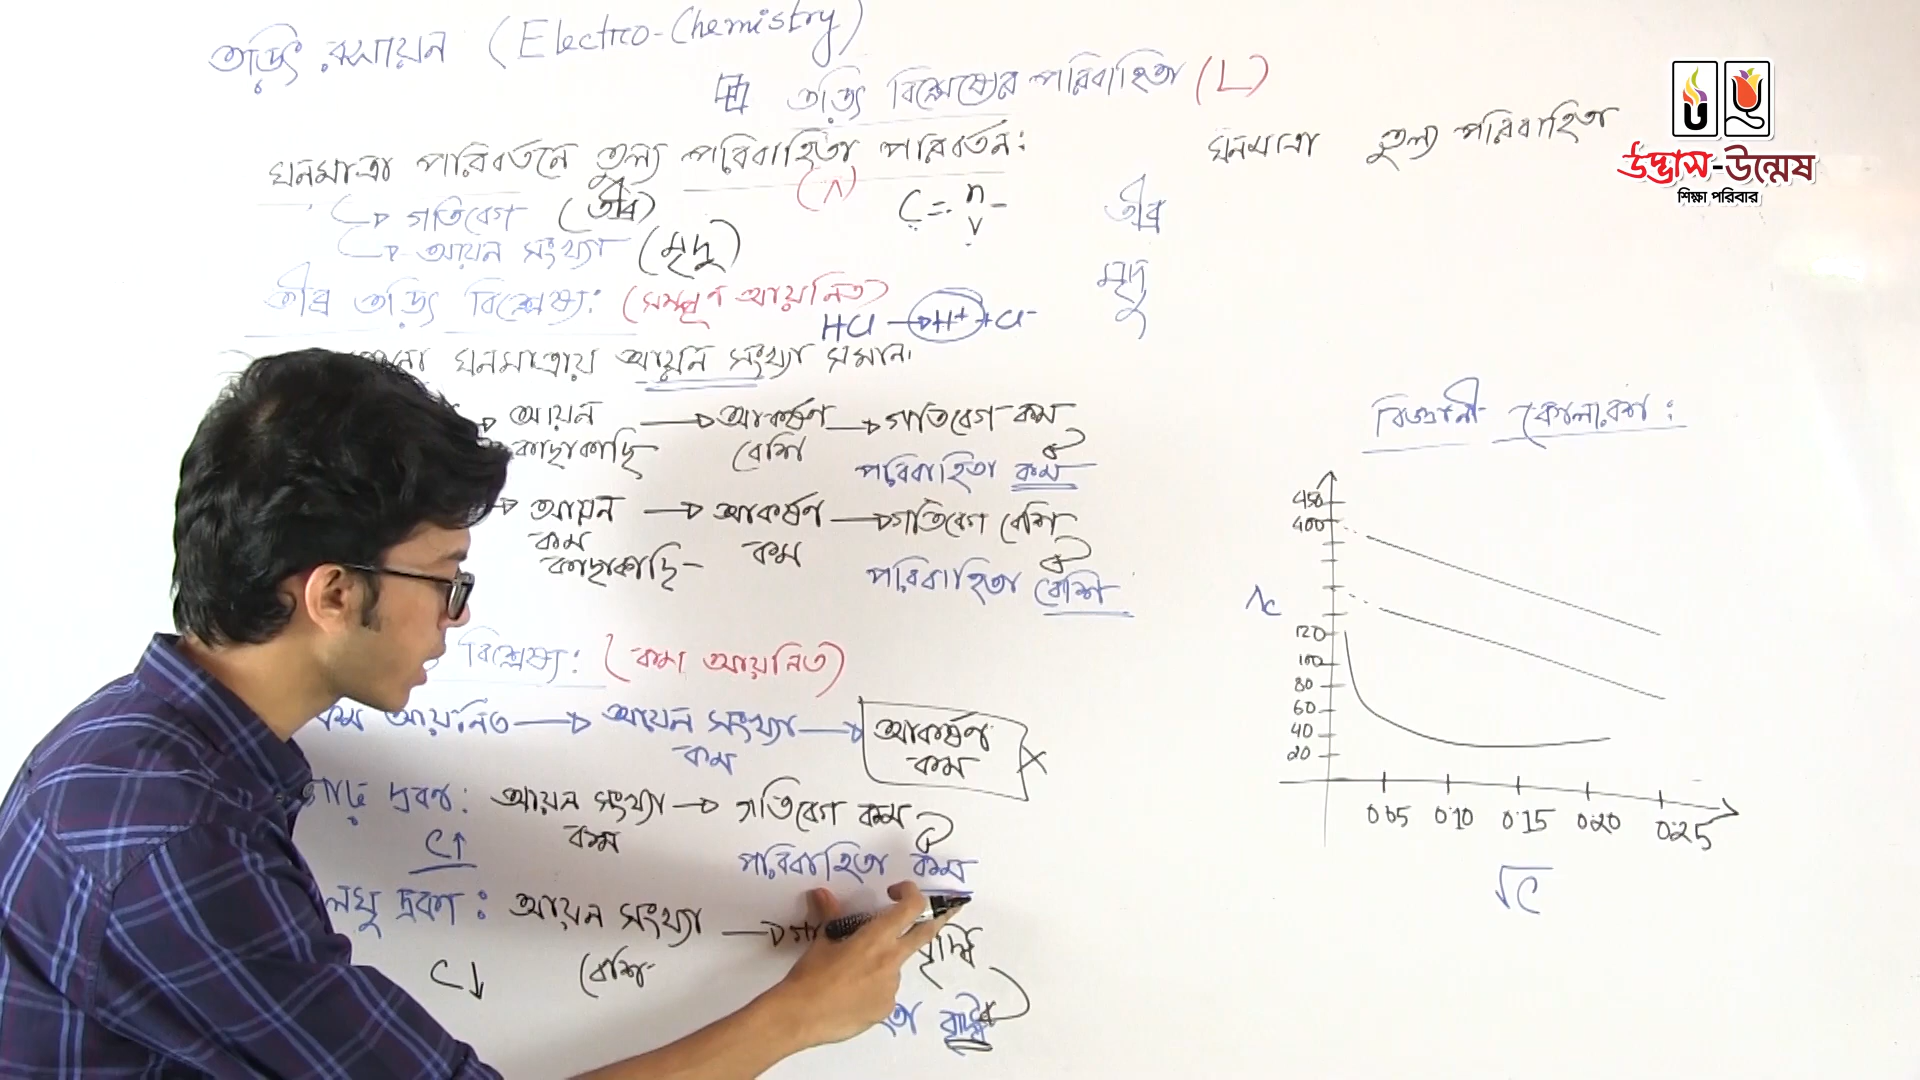 তড়িৎ রসায়ন (Electro-Chemistry)
তড়িৎ বিশ্লেষ্যের পরিবাহিতা (L)
ঘনমাত্রা পরিবর্তনে তুল্য পরিবাহিতা পরিবর্তন:
(Λ)
গতিবেগ (তীব্র)
আয়ন সংখ্যা (মৃদু)
C = n/V
তীব্র তড়িৎ বিশ্লেষ্য: (সম্পূর্ণ আয়নিত)
HCl → H+ + Cl-
ঘনমাত্রায় আয়ন সংখ্যা সমান।
আয়ন কাছাকাছি → আকর্ষণ বেশি → গতিবেগ কম
পরিবাহিতা কম
আয়ন কম কাছাকাছি → আকর্ষণ কম → গতিবেগ বেশি
পরিবাহিতা বেশি
বিশ্লেষ্য: (কম আয়নিত)
কম আয়নিত → আয়ন সংখ্যা কম → আকর্ষণ কম ×
গাঢ় দ্রবণ: আয়ন সংখ্যা কম → গতিবেগ কম
C↑
পরিবাহিতা কম
লঘু দ্রবণ: আয়ন সংখ্যা বেশি →
C↓
বৃদ্ধি
বৃদ্ধি
ঘনমাত্রা তুল্য পরিবাহিতা
তীব্র
মৃদু
বিজ্ঞানী কোলরাশ:
450
400
Λc
120
100
80
60
40
20
0.05 0.10 0.15 0.20 0.25
√C
উদ্ভাস-উন্মেষ
শিক্ষা পরিবার